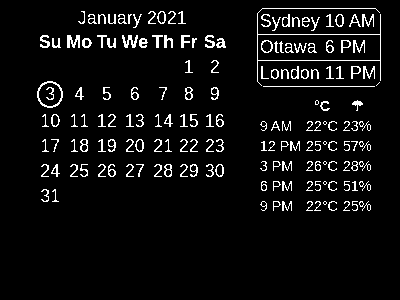 January 2021
Su Mo Tu We Th Fr Sa
1 2
3 4 5 6 7 8 9
10 11 12 13 14 15 16
17 18 19 20 21 22 23
24 25 26 27 28 29 30
31
Sydney 10 AM
Ottawa 6 PM
London 11 PM
°C ☂
9 AM 22°C 23%
12 PM 25°C 57%
3 PM 26°C 28%
6 PM 25°C 51%
9 PM 22°C 25%